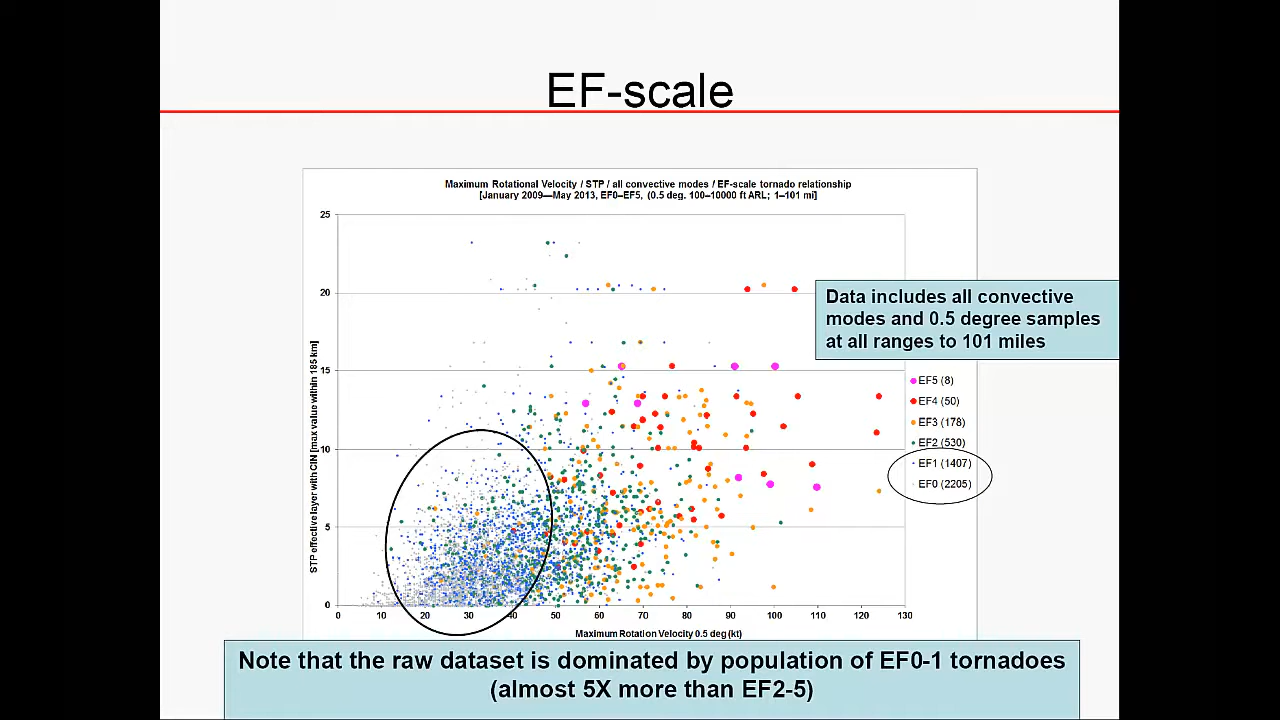 EF-scale
Maximum Rotational Velocity / STP / all convective modes / EF-scale tornado relationship
[January 2009—May 2013, EF0–EF5, (0.5 deg. 100–10000 ft ARL; 1–101 mi]
25
20
15
10
5
0
STP effective layer with CIN [max value within 185 km]
0 10 20 30 40 50 60 70 80 90 100 110 120 130
Maximum Rotation Velocity 0.5 deg (kt)
Data includes all convective
modes and 0.5 degree samples
at all ranges to 101 miles
EF5 (8)
EF4 (50)
EF3 (178)
EF2 (530)
EF1 (1407)
EF0 (2205)
Note that the raw dataset is dominated by population of EF0-1 tornadoes
(almost 5X more than EF2-5)